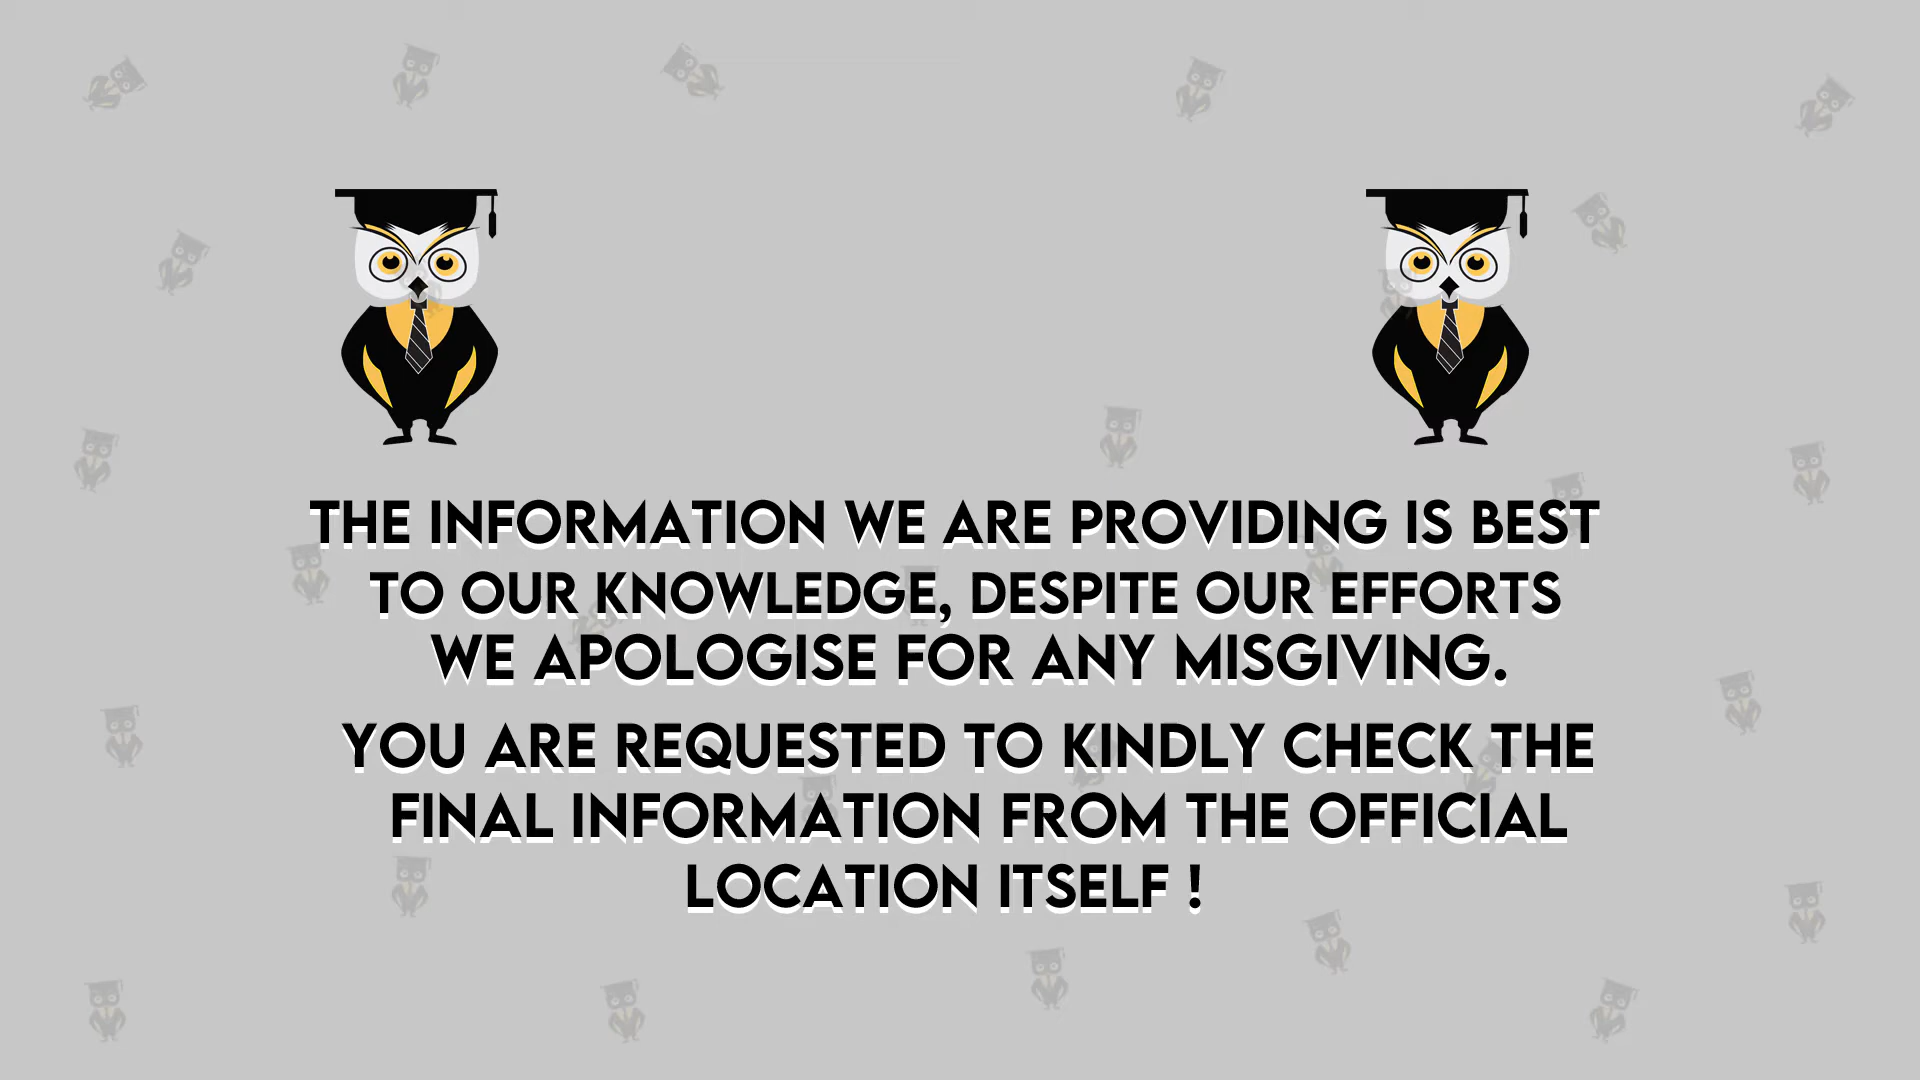 THE INFORMATION WE ARE PROVIDING IS BEST
TO OUR KNOWLEDGE, DESPITE OUR EFFORTS
WE APOLOGISE FOR ANY MISGIVING.
YOU ARE REQUESTED TO KINDLY CHECK THE
FINAL INFORMATION FROM THE OFFICIAL
LOCATION ITSELF !